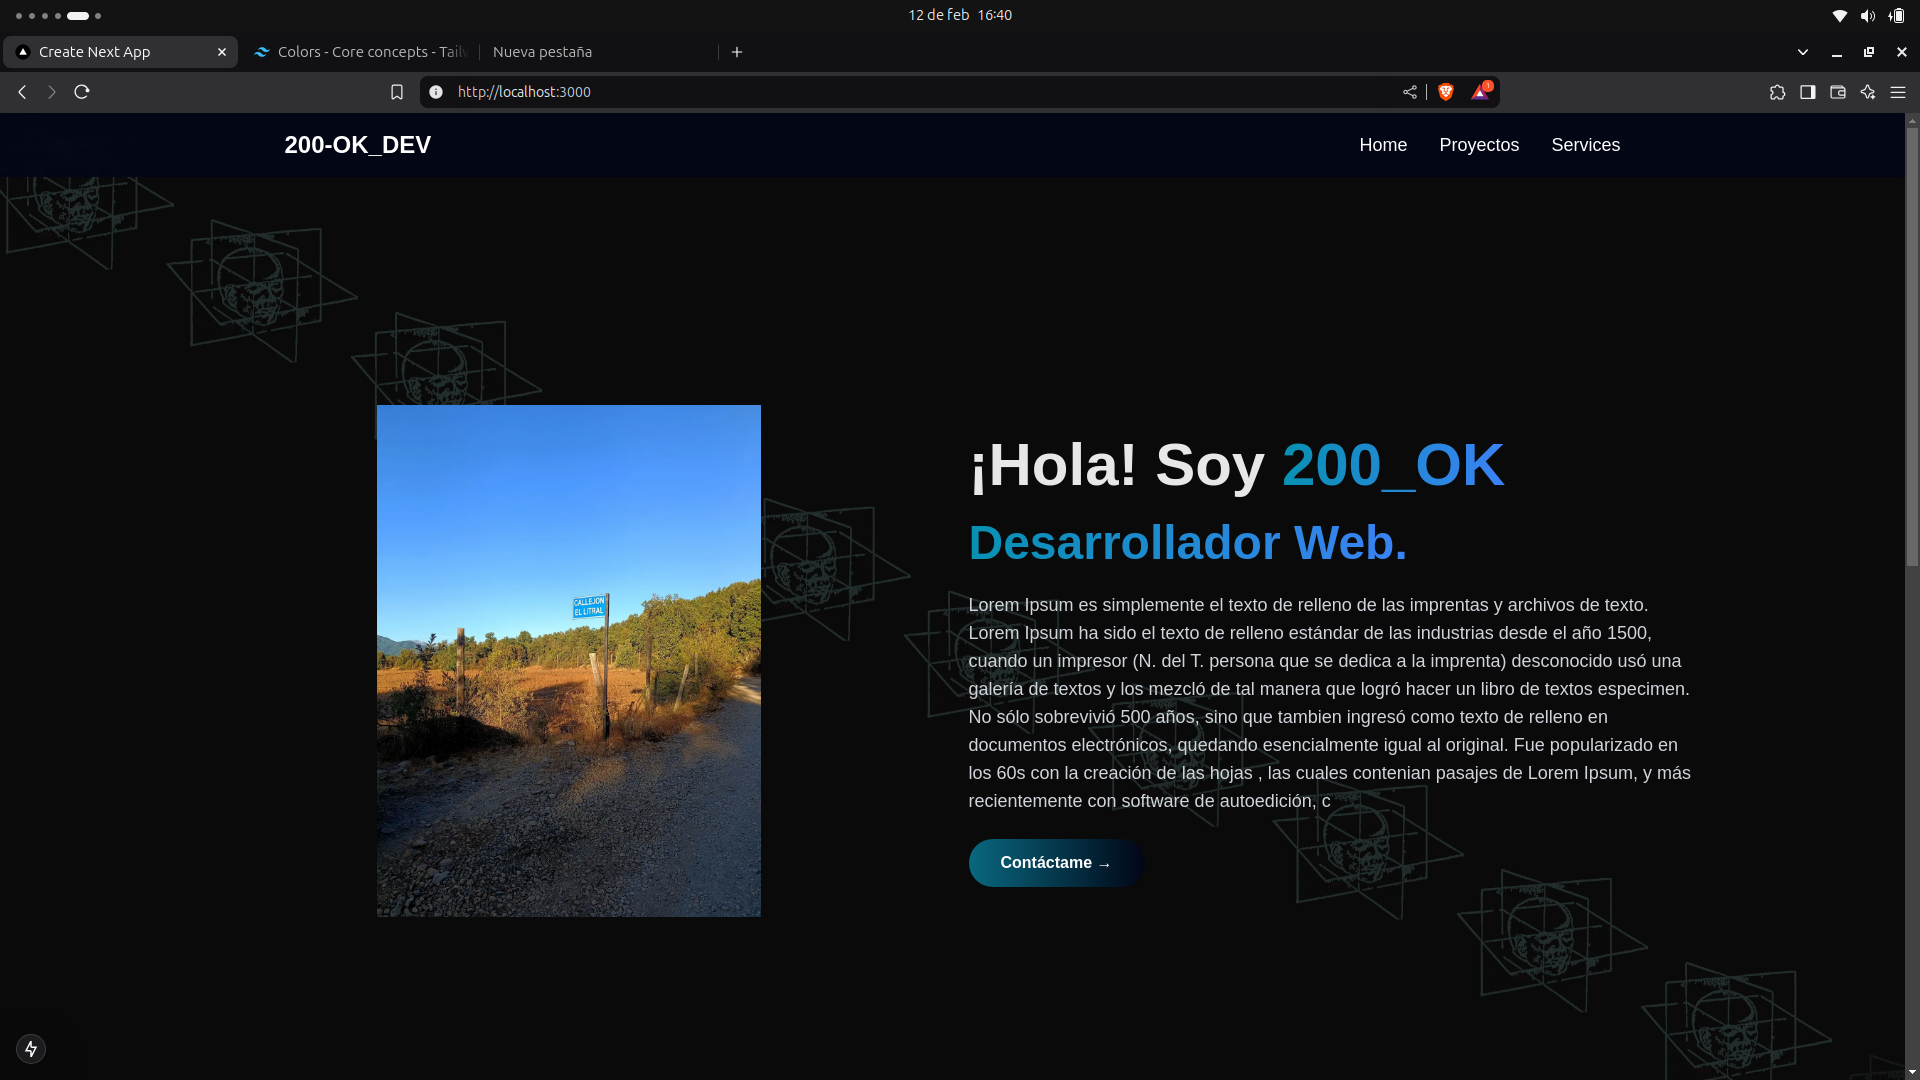 12 de feb 16:40
Create Next App
Colors - Core concepts - Tailw
Nueva pestaña
http://localhost:3000
1
200-OK_DEV
Home
Proyectos
Services
CALLEJON
EL LITRAL
¡Hola! Soy 200_OK
Desarrollador Web.
Lorem Ipsum es simplemente el texto de relleno de las imprentas y archivos de texto.
Lorem Ipsum ha sido el texto de relleno estándar de las industrias desde el año 1500,
cuando un impresor (N. del T. persona que se dedica a la imprenta) desconocido usó una
galería de textos y los mezcló de tal manera que logró hacer un libro de textos especimen.
No sólo sobrevivió 500 años, sino que tambien ingresó como texto de relleno en
documentos electrónicos, quedando esencialmente igual al original. Fue popularizado en
los 60s con la creación de las hojas , las cuales contenian pasajes de Lorem Ipsum, y más
recientemente con software de autoedición, c
Contáctame →